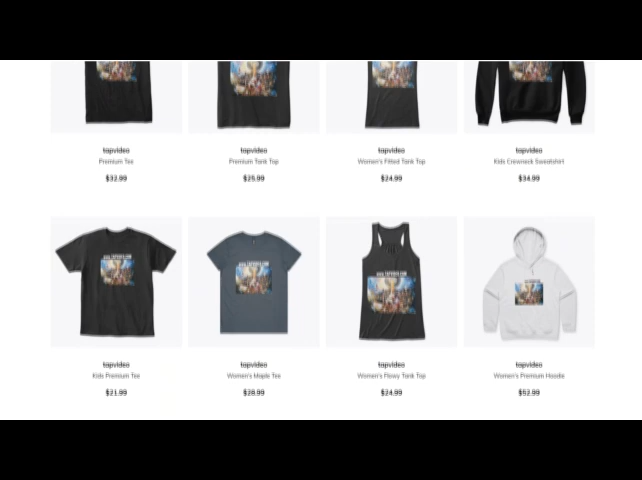 tapvideo tapvideo tapvideo tapvideo
Premium Tee Premium Tank Top Women's Fitted Tank Top Kids Crewneck Sweatshirt
$32.99 $25.99 $24.99 $34.99
tapvideo tapvideo tapvideo tapvideo
Kids Premium Tee Women's Maple Tee Women's Flowy Tank Top Women's Premium Hoodie
$21.99 $28.99 $24.99 $52.99